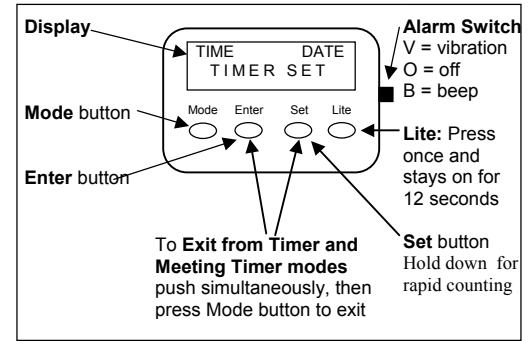 Display
TIME DATE
TIMER SET
Mode Enter Set Lite
Alarm Switch
V = vibration
O = off
B = beep
Mode button
Enter button
Lite: Press
once and
stays on for
12 seconds
To Exit from Timer and
Meeting Timer modes
push simultaneously, then
press Mode button to exit
Set button
Hold down for
rapid counting